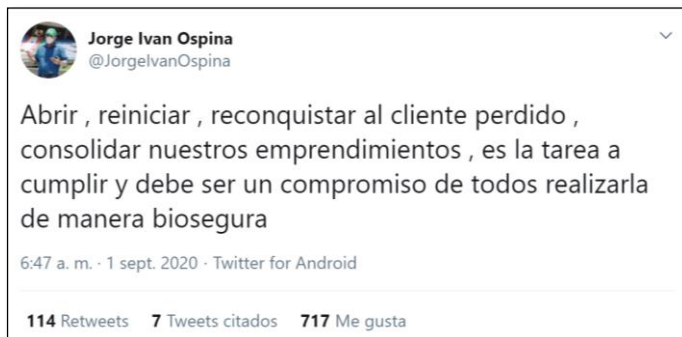 Jorge Ivan Ospina
@JorgeIvanOspina
Abrir , reiniciar , reconquistar al cliente perdido ,
consolidar nuestros emprendimientos , es la tarea a
cumplir y debe ser un compromiso de todos realizarla
de manera biosegura
6:47 a. m. · 1 sept. 2020 · Twitter for Android
114 Retweets 7 Tweets citados 717 Me gusta